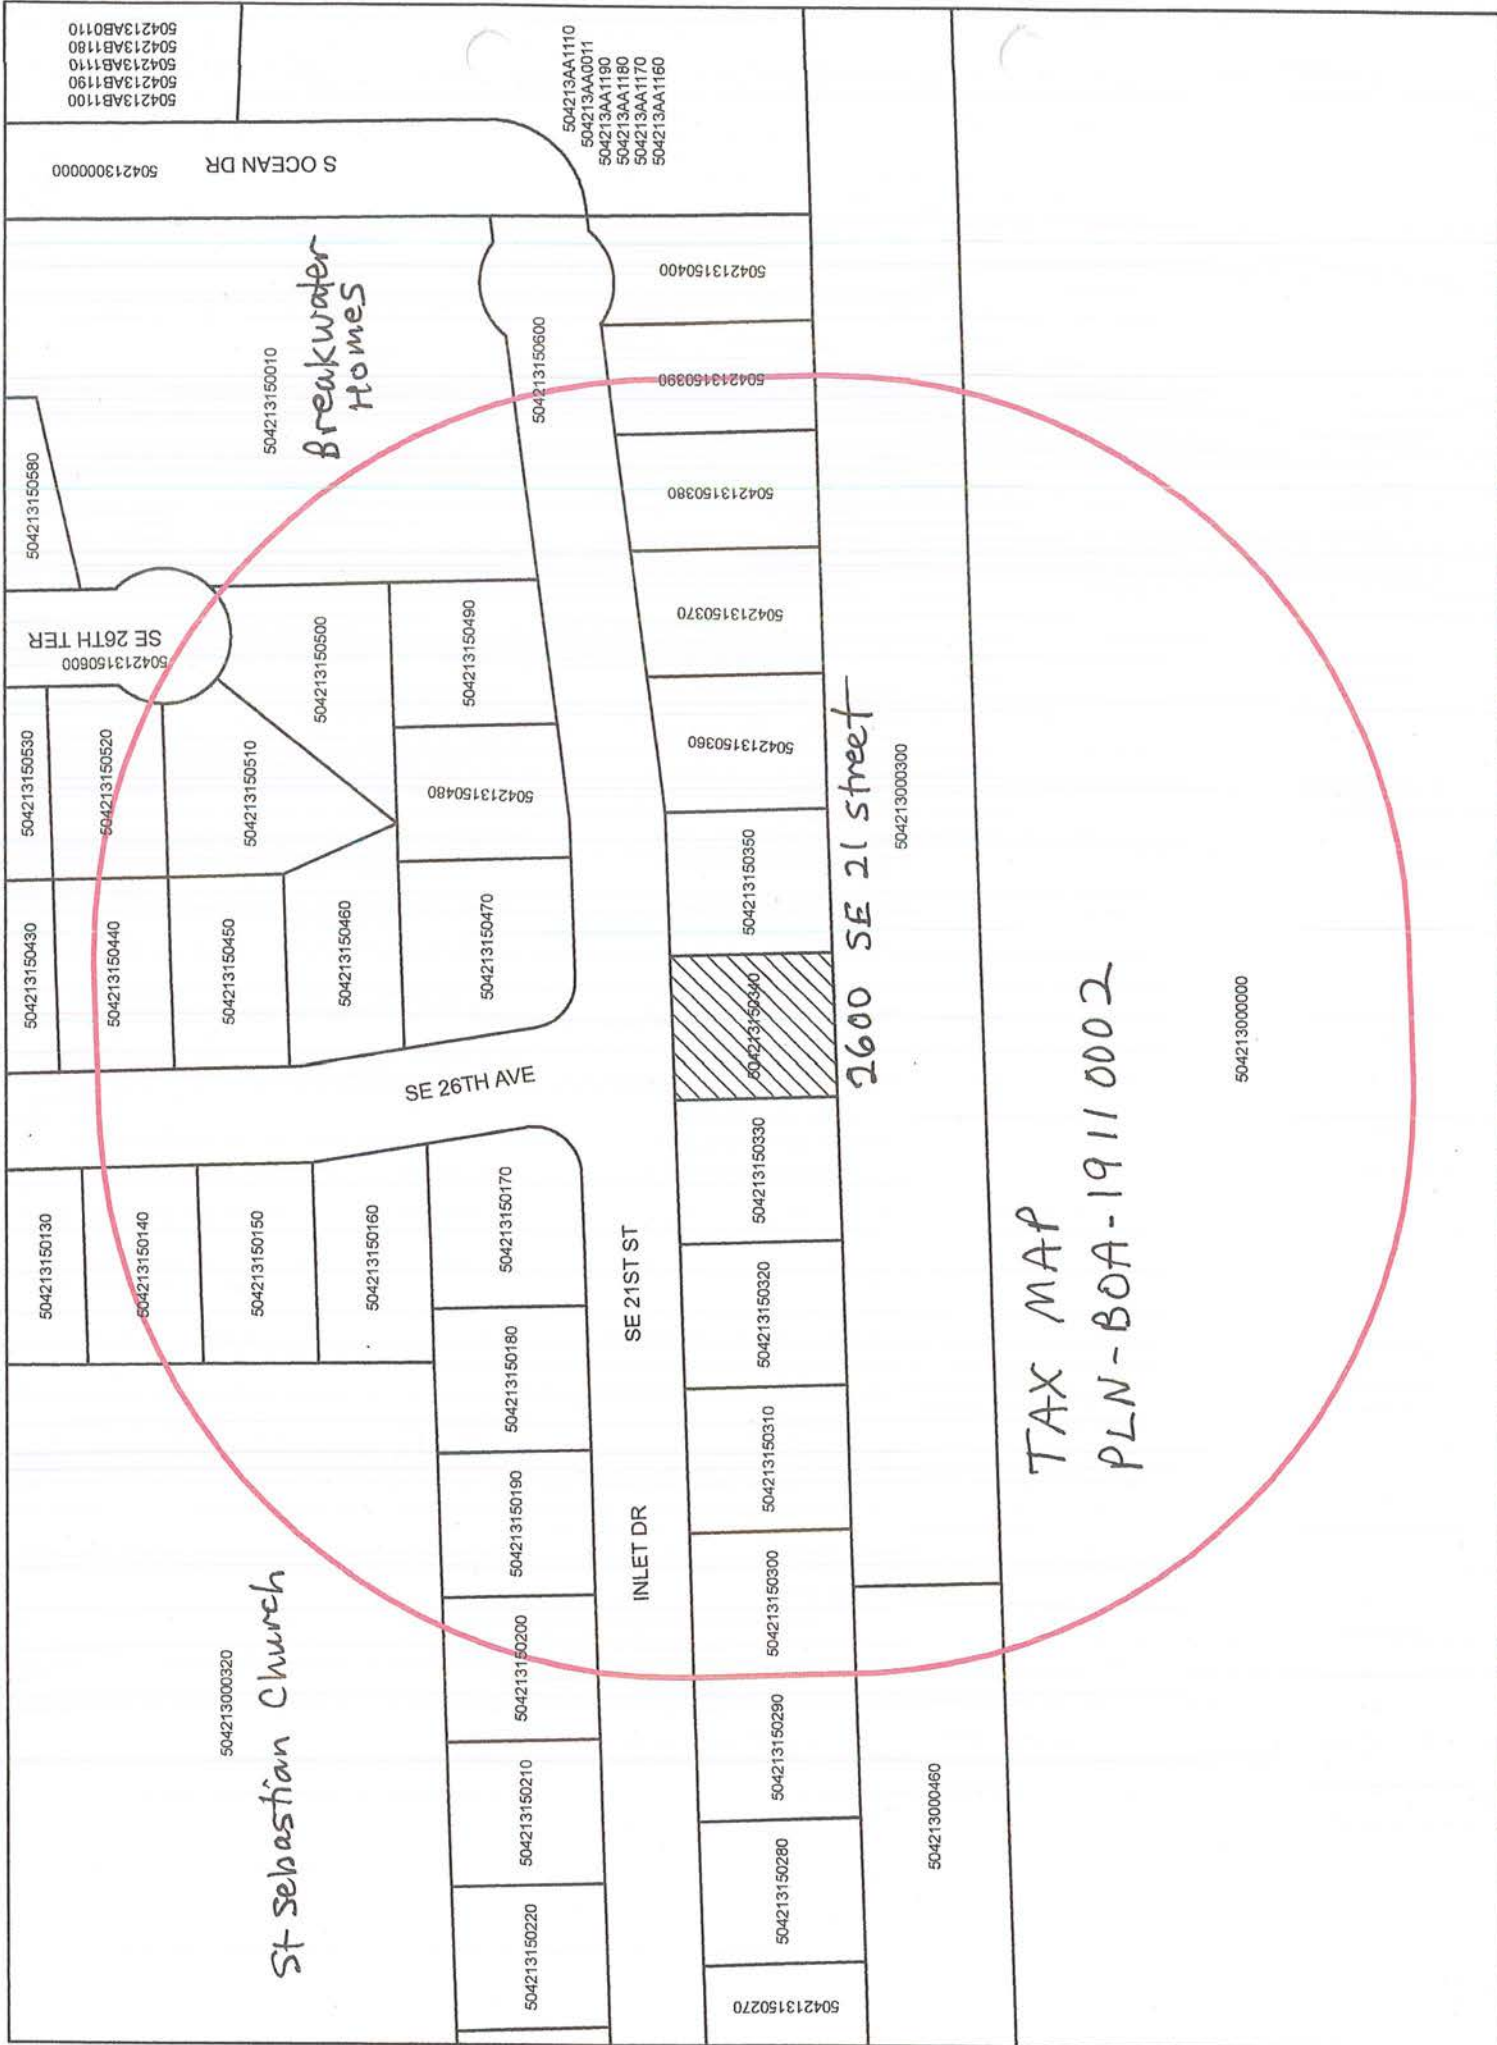 504213AB1100
504213AB1190
504213AB1110
504213AB1180
504213AB0110
504213000000
S OCEAN DR
504213AA1110
504213AA0011
504213AA1190
504213AA1180
504213AA1170
504213AA1160
504213150580
504213150010
Breakwater
Homes
504213150600
504213150400
504213150390
504213150380
504213150370
504213150360
504213150350
504213150340
504213150330
504213150320
504213150310
504213150300
504213150290
504213150280
504213150270
SE 26TH TER
504213150600
504213150530
504213150520
504213150510
504213150500
504213150490
504213150480
504213150470
504213150460
504213150450
504213150440
504213150430
SE 26TH AVE
504213150130
504213150140
504213150150
504213150160
504213150170
504213150180
504213150190
504213150200
504213150210
504213150220
SE 21ST ST
INLET DR
504213000320
St Sebastian Church
2600 SE 21 street
504213000300
504213000460
TAX MAP
PLN-BOA-19110002
504213000000